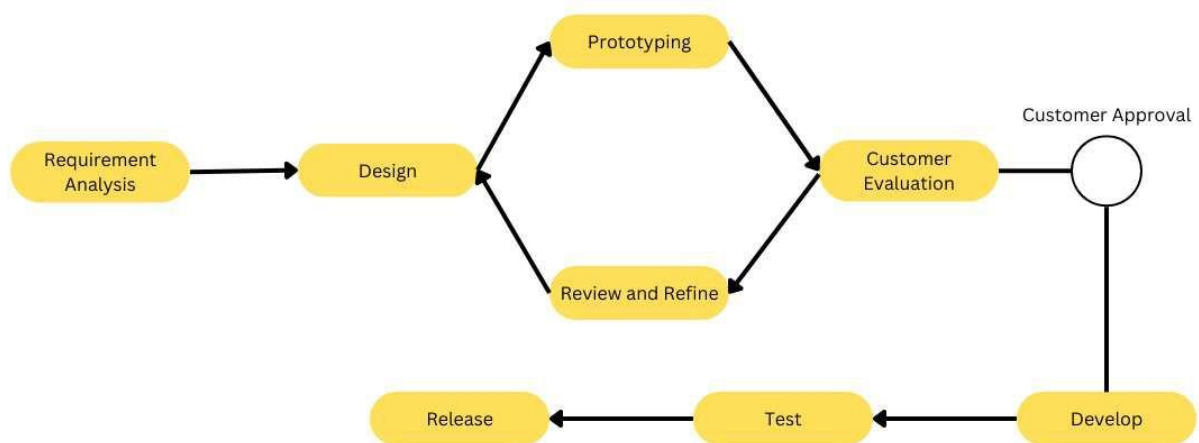 Prototyping
Customer Approval
Requirement
Analysis
Design
Customer
Evaluation
Review and Refine
Release
Test
Develop